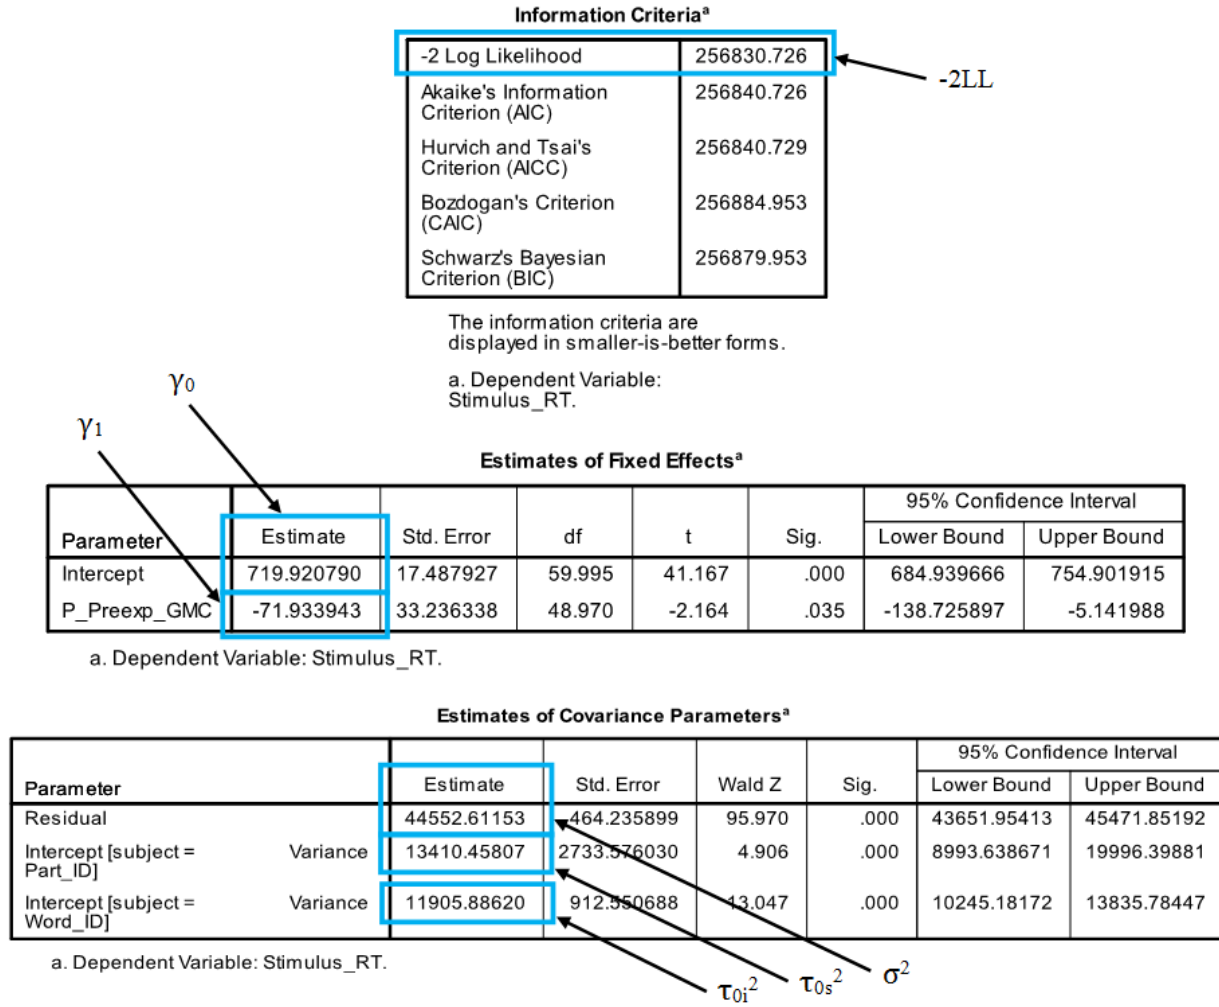 Information Criteriaᵃ
-2 Log Likelihood 256830.726
-2LL
Akaike's Information
Criterion (AIC) 256840.726
Hurvich and Tsai's
Criterion (AICC) 256840.729
Bozdogan's Criterion
(CAIC) 256884.953
Schwarz's Bayesian
Criterion (BIC) 256879.953
The information criteria are
displayed in smaller-is-better forms.
a. Dependent Variable:
Stimulus_RT.
γ₀
γ₁
Estimates of Fixed Effectsᵃ
95% Confidence Interval
Parameter Estimate Std. Error df t Sig. Lower Bound Upper Bound
Intercept 719.920790 17.487927 59.995 41.167 .000 684.939666 754.901915
P_Preexp_GMC -71.933943 33.236338 48.970 -2.164 .035 -138.725897 -5.141988
a. Dependent Variable: Stimulus_RT.
Estimates of Covariance Parametersᵃ
95% Confidence Interval
Parameter Estimate Std. Error Wald Z Sig. Lower Bound Upper Bound
Residual 44552.61153 464.235899 95.970 .000 43651.95413 45471.85192
Intercept [subject = Variance 13410.45807 2733.576030 4.906 .000 8993.638671 19996.39881
Part_ID]
Intercept [subject = Variance 11905.88620 912.550688 13.047 .000 10245.18172 13835.78447
Word_ID]
a. Dependent Variable: Stimulus_RT.
τ₀ᵢ² τ₀ₛ² σ²